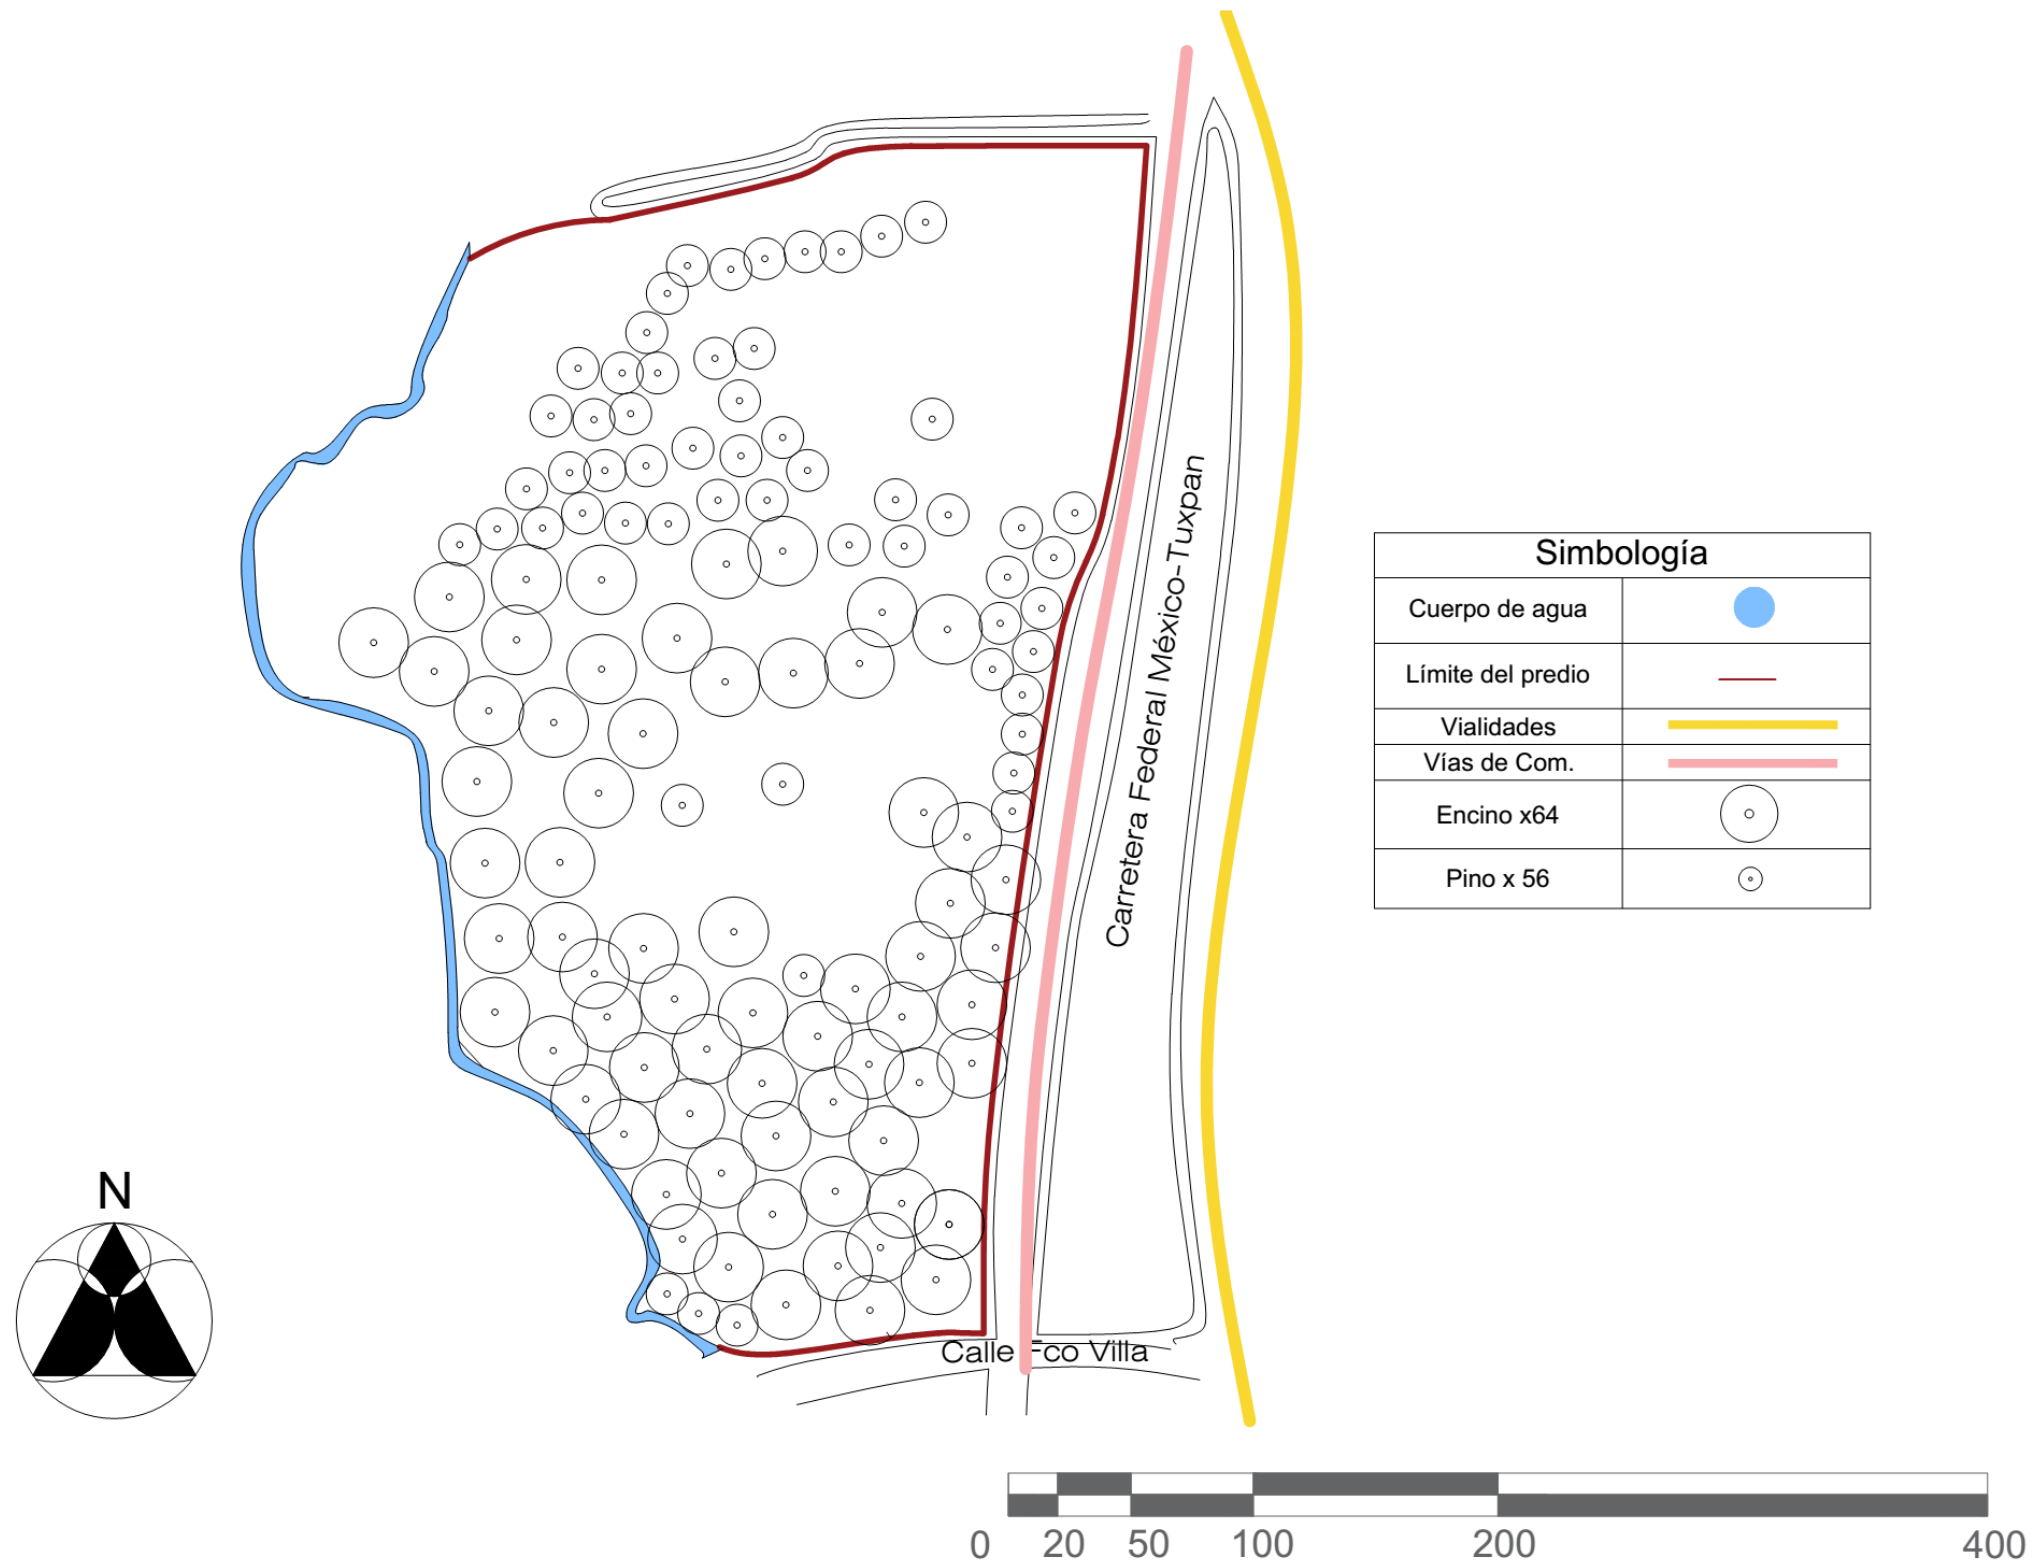 Carretera Federal México-Tuxpan
Simbología
Cuerpo de agua
Límite del predio
Vialidades
Vías de Com.
Encino x64
Pino x 56
N
Calle Fco Villa
0 20 50 100 200 400